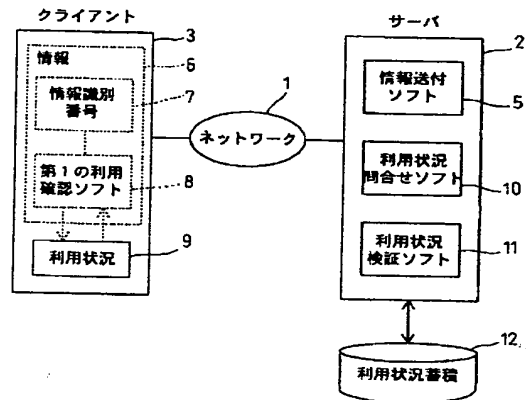 クライアント
3
情報
6
情報識別
番号
7
第1の利用
確認ソフト
8
利用状況
9
1
ネットワーク
サーバ
2
情報送付
ソフト
5
利用状況
問合せソフト
10
利用状況
検証ソフト
11
12
利用状況蓄積